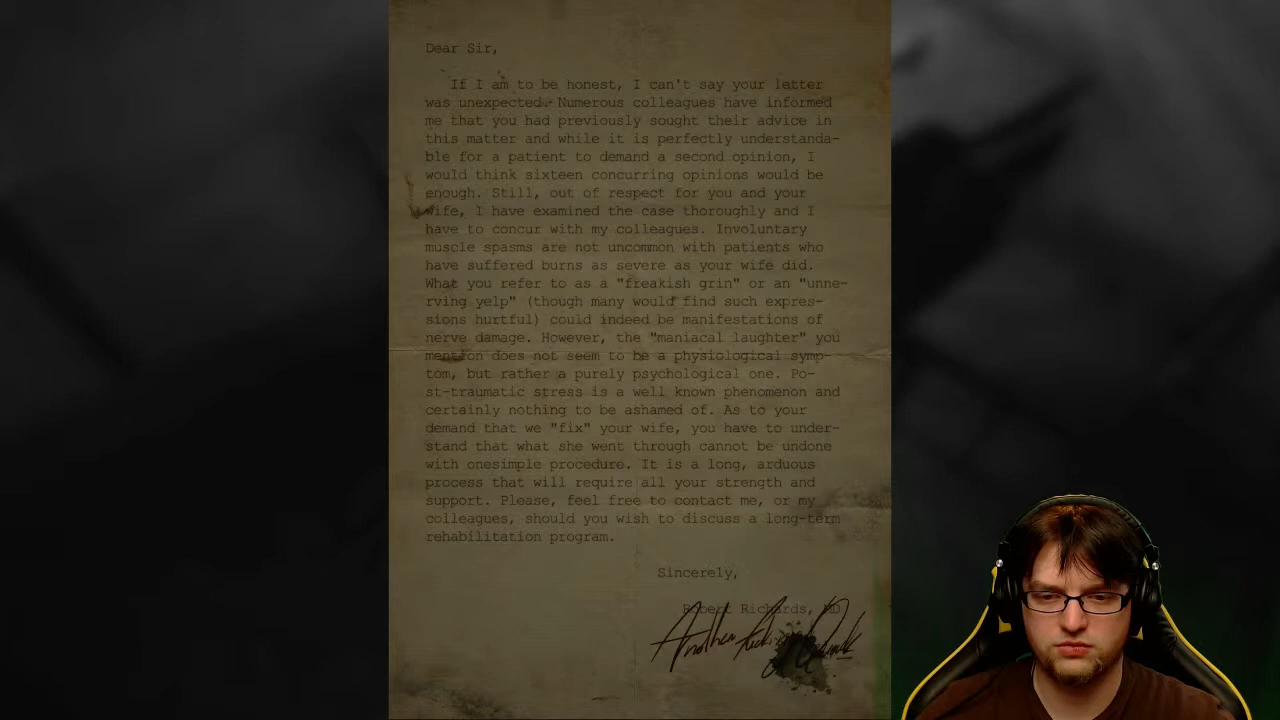 Dear Sir,
If I am to be honest, I can't say your letter
was unexpected. Numerous colleagues have informed
me that you had previously sought their advice in
this matter and while it is perfectly understanda-
ble for a patient to demand a second opinion, I
would think sixteen concurring opinions would be
enough. Still, out of respect for you and your
wife, I have examined the case thoroughly and I
have to concur with my colleagues. Involuntary
muscle spasms are not uncommon with patients who
have suffered burns as severe as your wife did.
What you refer to as a "freakish grin" or an "unne-
rving yelp" (though many would find such expres-
sions hurtful) could indeed be manifestations of
nerve damage. However, the "maniacal laughter" you
mention does not seem to be a physiological symp-
tom, but rather a purely psychological one. Po-
st-traumatic stress is a well known phenomenon and
certainly nothing to be ashamed of. As to your
demand that we "fix" your wife, you have to under-
stand that what she went through cannot be undone
with onesimple procedure. It is a long, arduous
process that will require all your strength and
support. Please, feel free to contact me, or my
colleagues, should you wish to discuss a long-term
rehabilitation program.
Sincerely,
Robert Richards, MD
Another